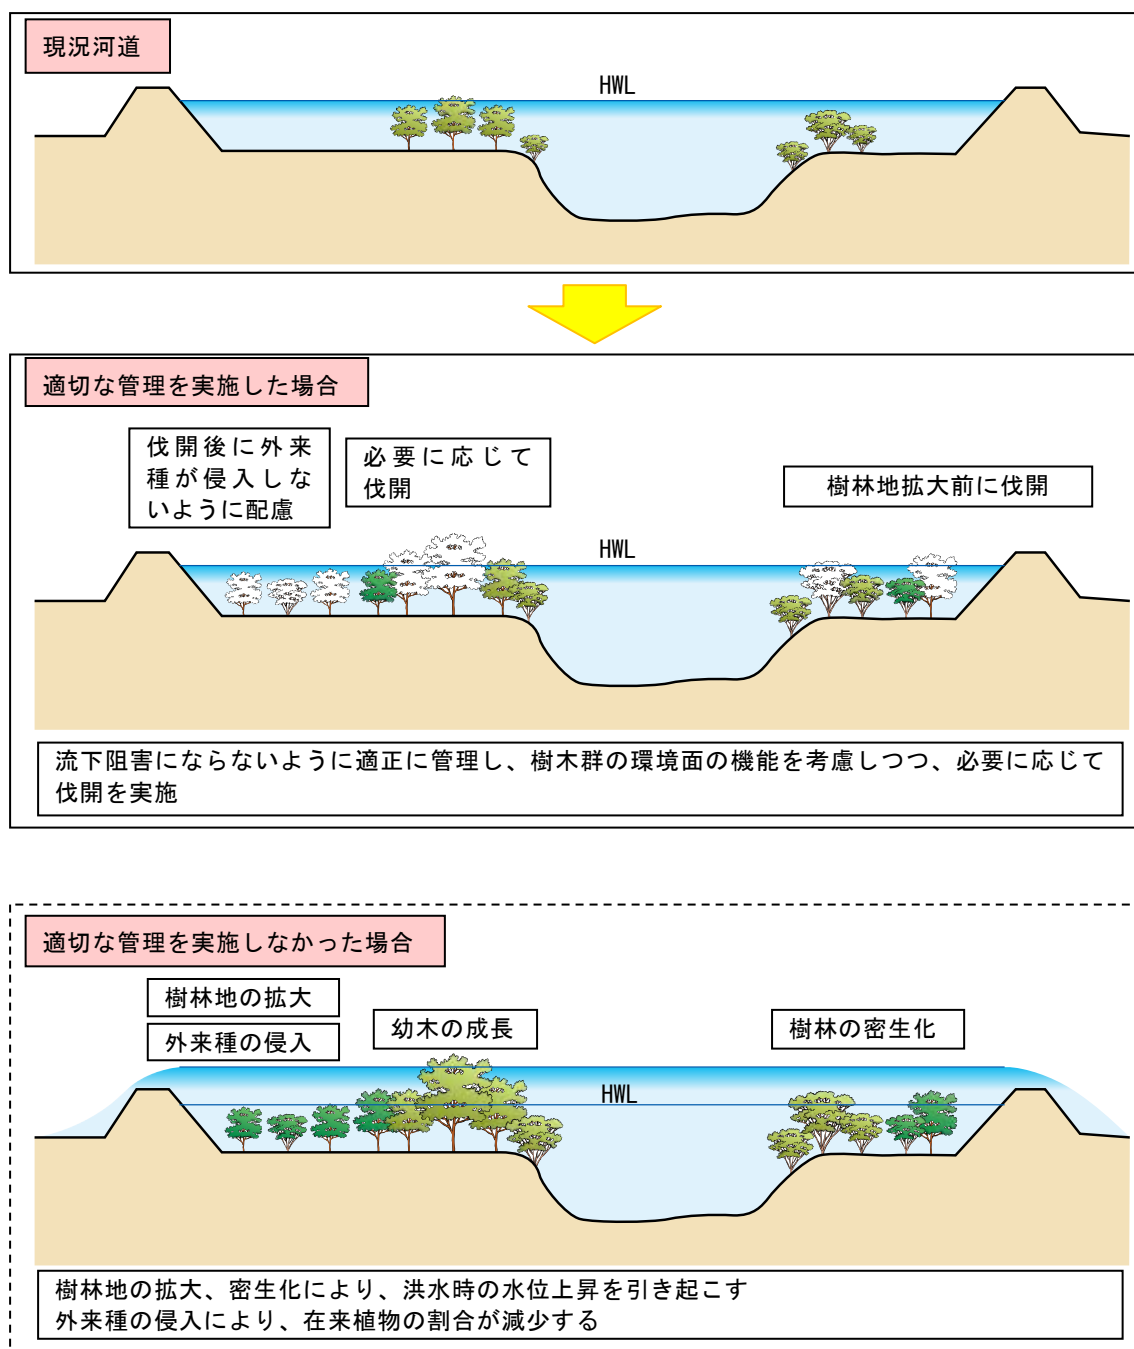 現況河道
HWL
適切な管理を実施した場合
伐開後に外来
種が侵入しな
いように配慮
必要に応じて
伐開
樹林地拡大前に伐開
HWL
流下阻害にならないように適正に管理し、樹木群の環境面の機能を考慮しつつ、必要に応じて
伐開を実施
適切な管理を実施しなかった場合
樹林地の拡大
外来種の侵入
幼木の成長
樹林の密生化
HWL
樹林地の拡大、密生化により、洪水時の水位上昇を引き起こす
外来種の侵入により、在来植物の割合が減少する